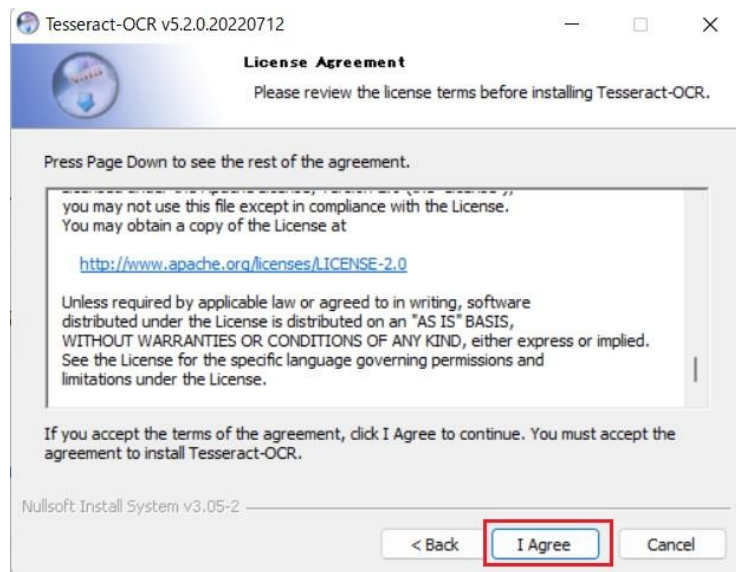 Tesseract-OCR v5.2.0.20220712
License Agreement
Please review the license terms before installing Tesseract-OCR.
Press Page Down to see the rest of the agreement.
you may not use this file except in compliance with the License.
You may obtain a copy of the License at
http://www.apache.org/licenses/LICENSE-2.0
Unless required by applicable law or agreed to in writing, software
distributed under the License is distributed on an "AS IS" BASIS,
WITHOUT WARRANTIES OR CONDITIONS OF ANY KIND, either express or implied.
See the License for the specific language governing permissions and
limitations under the License.
If you accept the terms of the agreement, click I Agree to continue. You must accept the
agreement to install Tesseract-OCR.
Nullsoft Install System v3.05-2
< Back
I Agree
Cancel